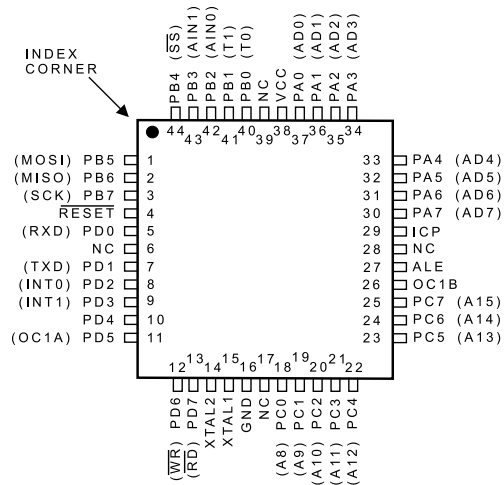 INDEX
CORNER
PB4 (SS)
PB3 (AIN1)
PB2 (AIN0)
PB1 (T1)
PB0 (T0)
NC
VCC
PA0 (AD0)
PA1 (AD1)
PA2 (AD2)
PA3 (AD3)
44 43 42 41 40 39 38 37 36 35 34
(MOSI) PB5 1
(MISO) PB6 2
(SCK) PB7 3
RESET 4
(RXD) PD0 5
NC 6
(TXD) PD1 7
(INT0) PD2 8
(INT1) PD3 9
PD4 10
(OC1A) PD5 11
33 PA4 (AD4)
32 PA5 (AD5)
31 PA6 (AD6)
30 PA7 (AD7)
29 ICP
28 NC
27 ALE
26 OC1B
25 PC7 (A15)
24 PC6 (A14)
23 PC5 (A13)
12 13 14 15 16 17 18 19 20 21 22
(WR) PD6
(RD) PD7
XTAL2
XTAL1
GND
NC
(A8) PC0
(A9) PC1
(A10) PC2
(A11) PC3
(A12) PC4